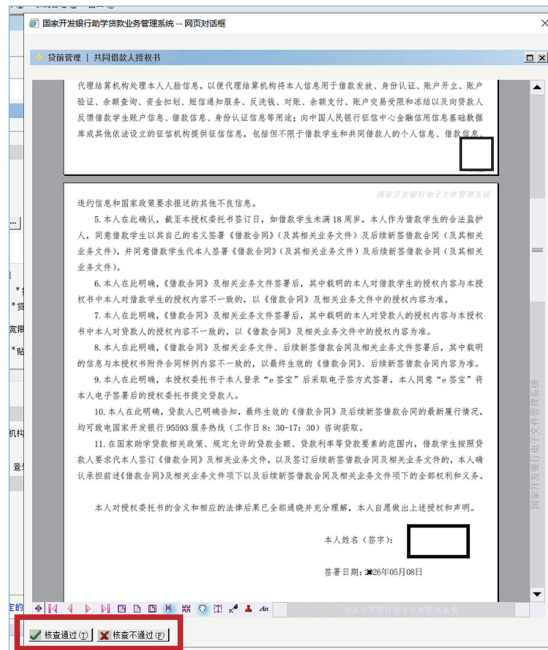 国家开发银行助学贷款业务管理系统 -- 网页对话框
贷前管理 | 共同借款人授权书
代理结算机构处理本人人脸信息，以便代理结算机构将本人信息用于借款发放、身份认证、账户开立、账户
验证、余额查询、资金扣划、短信通知服务、反洗钱、对账、余额支付、账户交易受限和冻结以及向贷款人
反馈借款学生账户信息、借款信息、身份认证信息等用途；向中国人民银行征信中心金融信用信息基础数据
库或其他依法设立的征信机构提供征信信息，包括但不限于借款学生和共同借款人的个人信息、借款信息、
国家开发银行电子文件管理系统
违约信息和国家政策要求报送的其他不良信息。
5.本人在此确认，截至本授权委托书签订日，如借款学生未满 18 周岁，本人作为借款学生的合法监护
人，同意借款学生以其自己的名义签署《借款合同》（及其相关业务文件）及后续新签借款合同（及其相关
业务文件），并同意借款学生代本人签署《借款合同》（及其相关业务文件）及后续新签借款合同（及其相关
业务文件）。
6.本人在此明确，《借款合同》及相关业务文件签署后，其中载明的本人对借款学生的授权内容与本授
权书中本人对借款学生的授权内容不一致的，以《借款合同》及相关业务文件中的授权内容为准。
7.本人在此明确，《借款合同》及相关业务文件签署后，其中载明的本人对贷款人的授权内容与本授权
书中本人对贷款人的授权内容不一致的，以《借款合同》及相关业务文件中的授权内容为准。
8.本人在此明确，《借款合同》及相关业务文件、后续新签借款合同及相关业务文件签署后，其中载明
的信息与本授权书附件合同样例内容不一致的，以最终生效的《借款合同》、后续新签借款合同内容为准。
9.本人在此明确，本授权委托书于本人登录“e 签宝”后采取电子签方式签署，本人同意“e 签宝”将
本人电子签署后的授权委托书提交贷款人。
10.本人在此明确，贷款人已明确告知，最终生效的《借款合同》及后续新签借款合同的最新履行情况，
均可致电国家开发银行 95593 服务热线（工作日 8：30-17：30）咨询获取。
11.在国家助学贷款相关政策、规定允许的贷款金额、贷款利率等贷款要素的范围内，借款学生按照贷
款人要求代本人签订《借款合同》及相关业务文件，以及签订后续新签借款合同及相关业务文件的，本人确
认承担前述《借款合同》及相关业务文件项下以及后续新签借款合同及相关业务文件项下的全部权利和义务。
本人对授权委托书的含义和相应的法律后果已全部通晓并充分理解，本人自愿做出上述授权和声明。
本人姓名（签字）：
签署日期：2026年05月08日
国家开发银行电子文件管理系统
核查通过(T) 核查不通过(F)